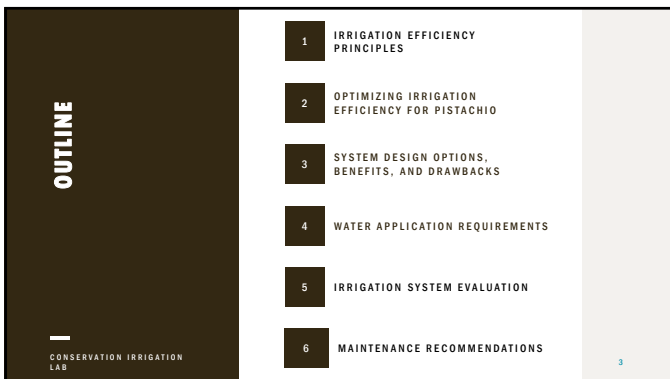 OUTLINE
CONSERVATION IRRIGATION
LAB
1
IRRIGATION EFFICIENCY
PRINCIPLES
2
OPTIMIZING IRRIGATION
EFFICIENCY FOR PISTACHIO
3
SYSTEM DESIGN OPTIONS,
BENEFITS, AND DRAWBACKS
4
WATER APPLICATION REQUIREMENTS
5
IRRIGATION SYSTEM EVALUATION
6
MAINTENANCE RECOMMENDATIONS
3